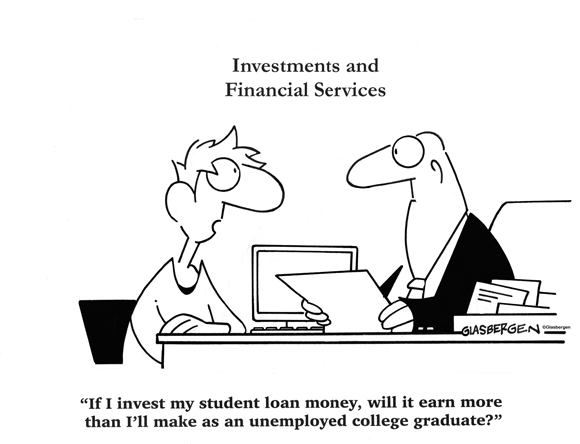 Investments and
Financial Services
GLASBERGEN ©Glasbergen
“If I invest my student loan money, will it earn more
than I’ll make as an unemployed college graduate?”